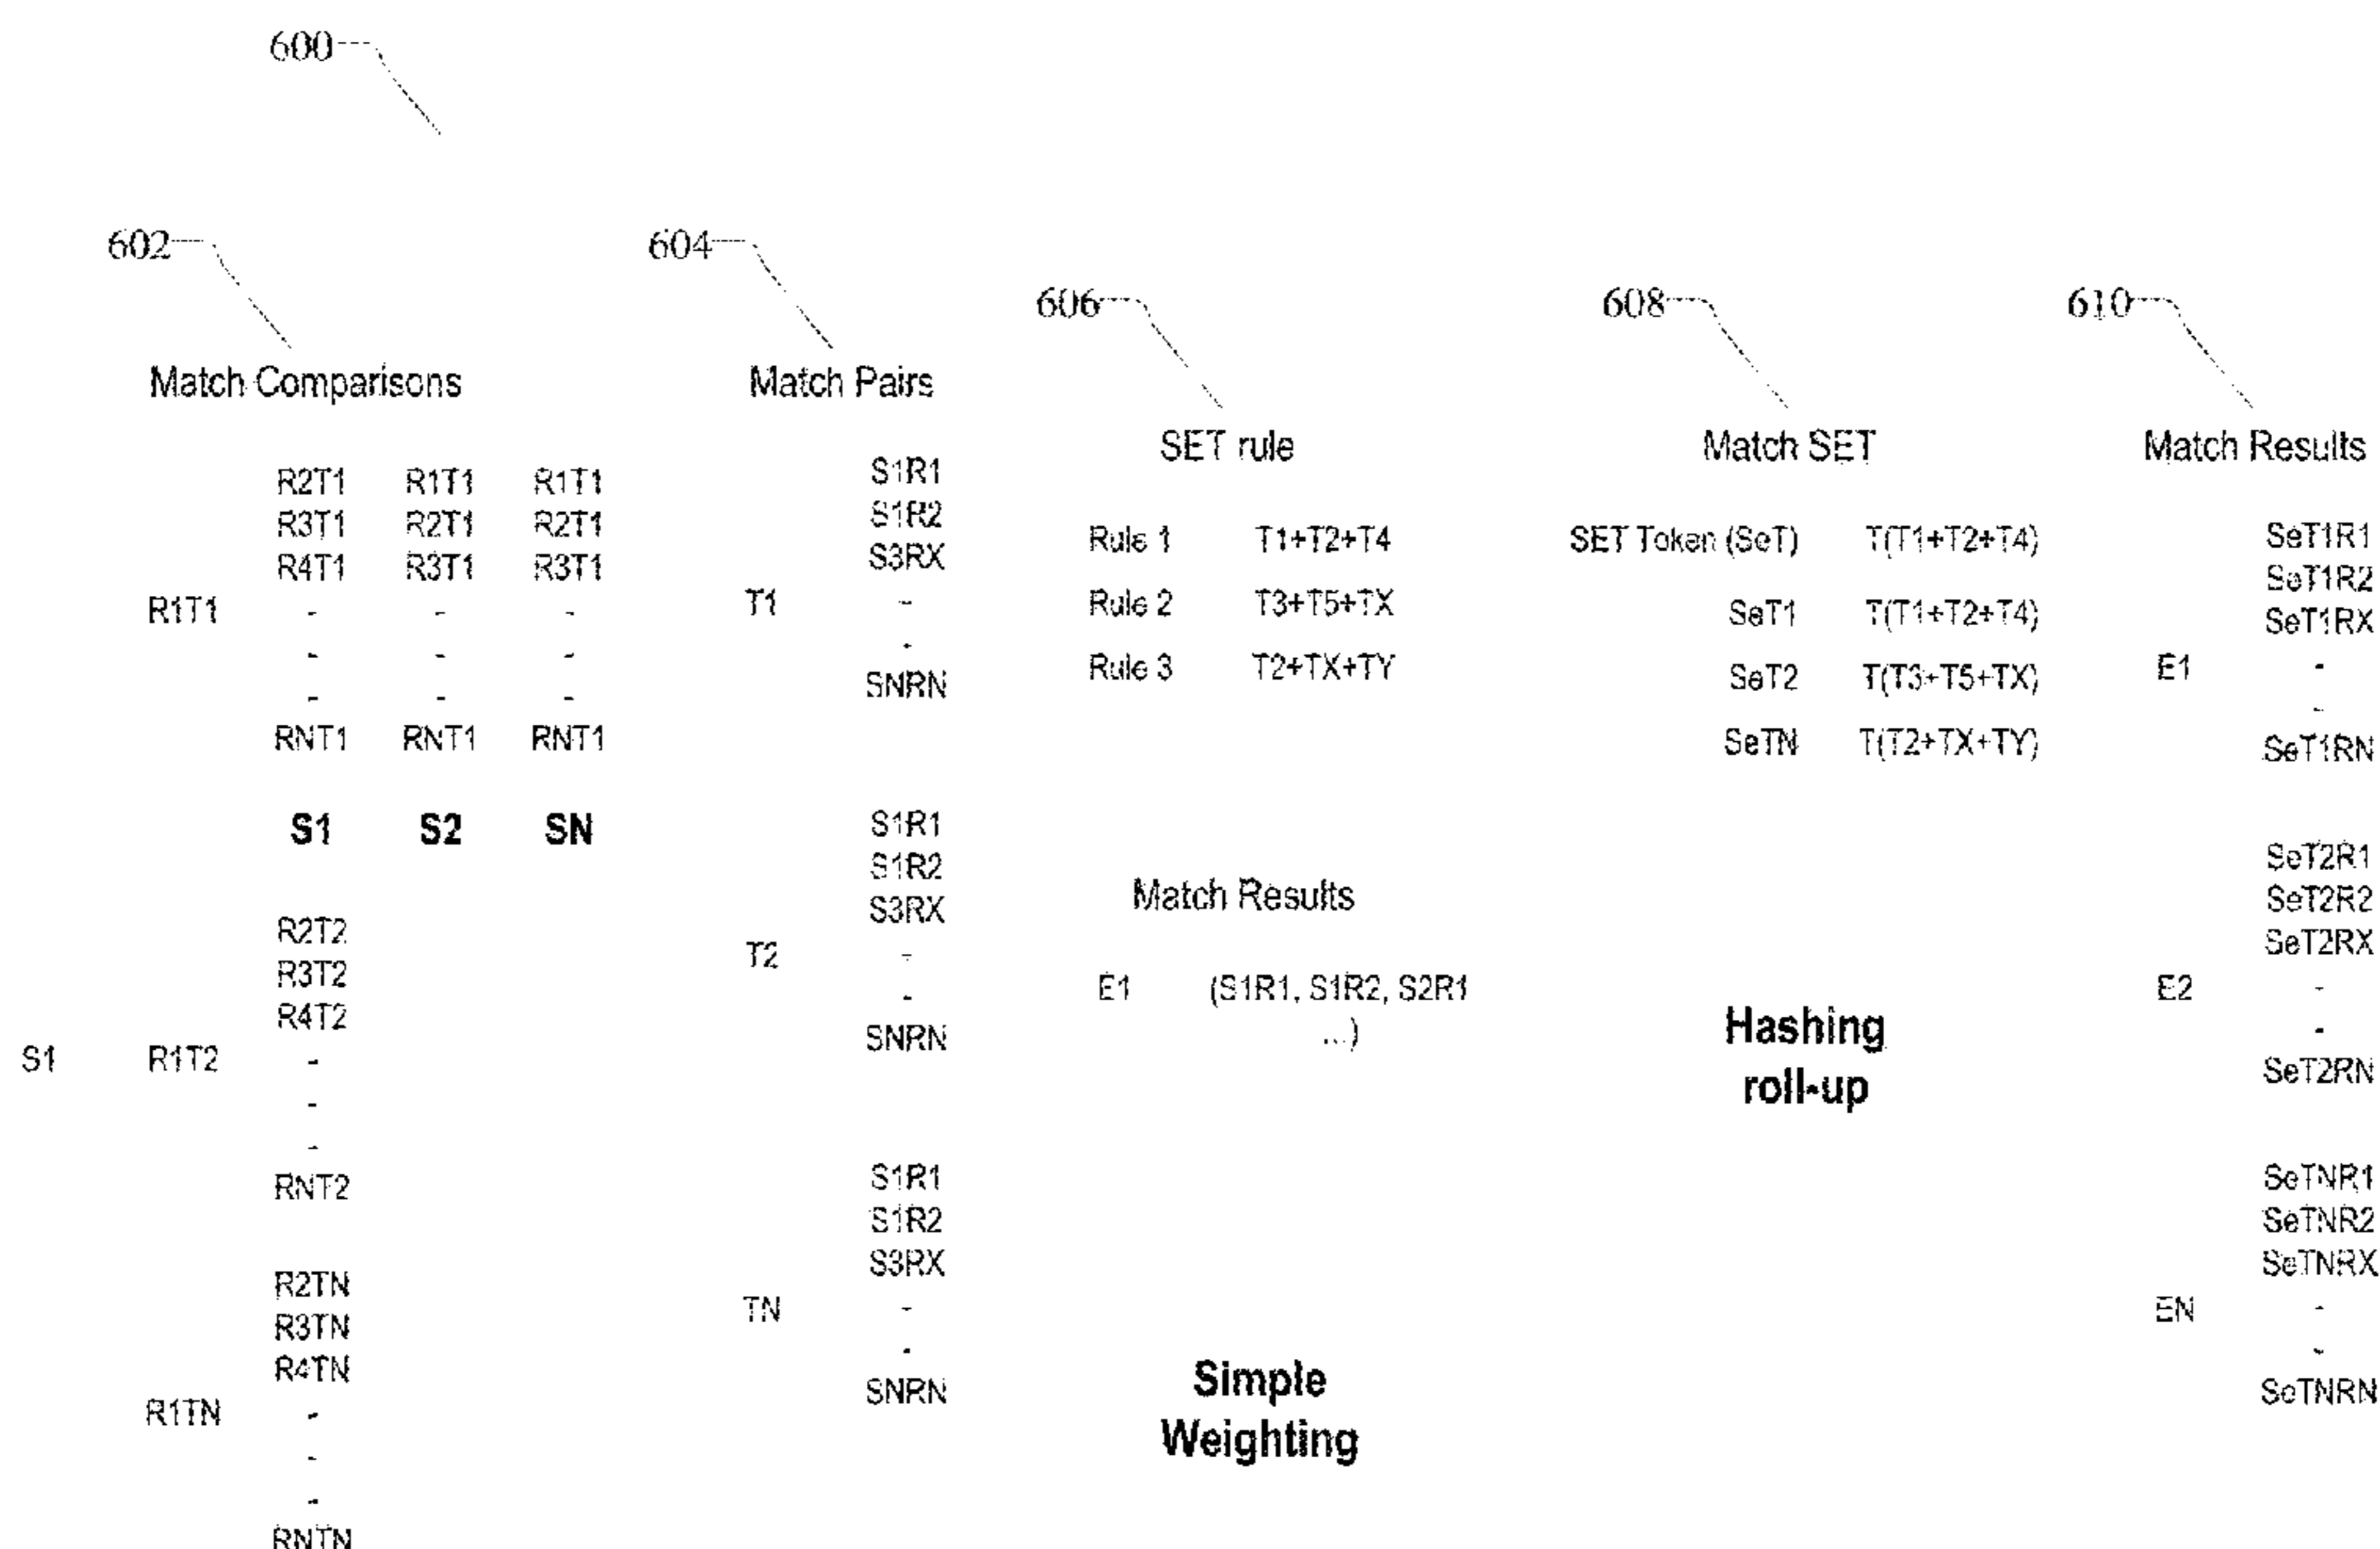 600
602
604
606
608
610
Match Comparisons
R2T1 R1T1 R1T1
R3T1 R2T1 R2T1
R4T1 R3T1 R3T1
R1T1 - - -
- - -
- - -
RNT1 RNT1 RNT1
S1 S2 SN
R2T2
R3T2
R4T2
S1 R1T2 -
-
-
RNT2
R2TN
R3TN
R4TN
R1TN -
-
-
RNTN
Match Pairs
S1R1
S1R2
S3RX
T1 -
-
SNRN
S1R1
S1R2
S3RX
T2 -
-
SNRN
S1R1
S1R2
S3RX
TN -
-
SNRN
SET rule
Rule 1 T1+T2+T4
Rule 2 T3+T5+TX
Rule 3 T2+TX+TY
Match Results
E1 (S1R1, S1R2, S2R1
...)
Simple
Weighting
Match SET
SET Token (SeT) T(T1+T2+T4)
SeT1 T(T1+T2+T4)
SeT2 T(T3+T5+TX)
SeTN T(T2+TX+TY)
Hashing
roll-up
Match Results
SeT1R1
SeT1R2
SeT1RX
E1 -
-
SeT1RN
SeT2R1
SeT2R2
SeT2RX
E2 -
-
SeT2RN
SeTNR1
SeTNR2
SeTNRX
EN -
-
SeTNRN